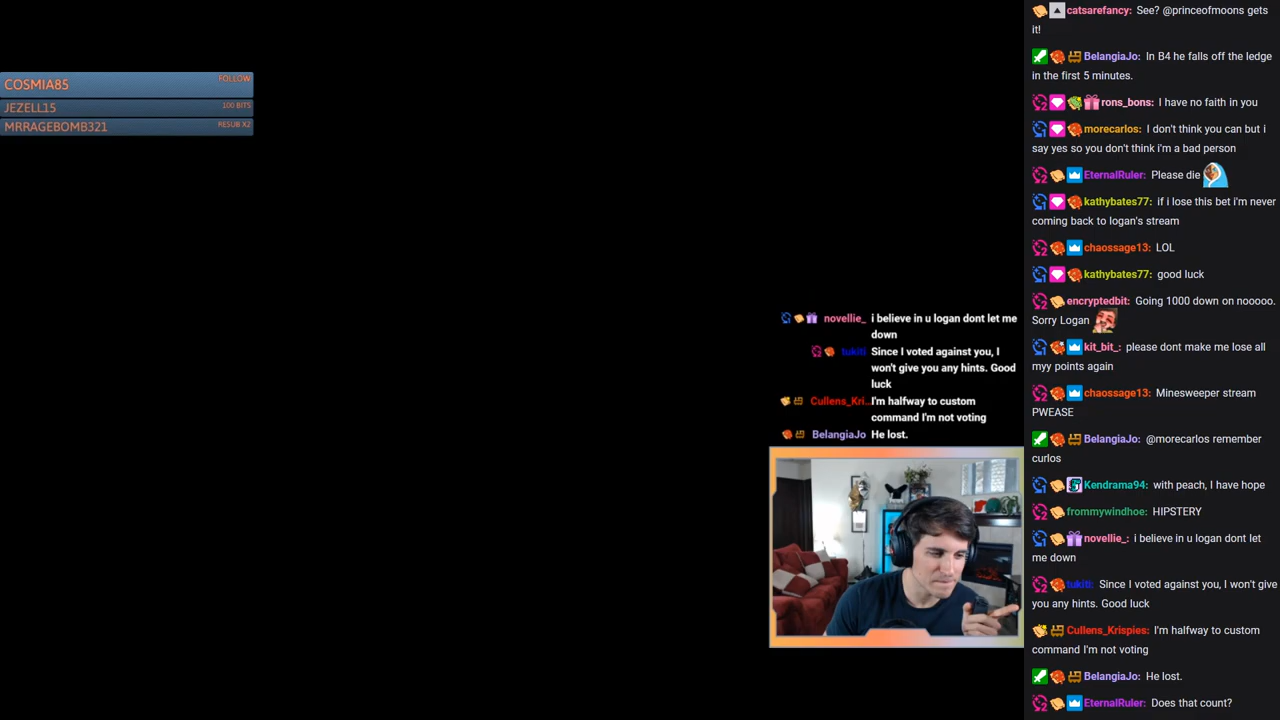 COSMIA85 FOLLOW
JEZELL15 100 BITS
MRRAGEBOMB321 RESUB X2
novellie_ i believe in u logan dont let me
down
tukiti Since I voted against you, I
won't give you any hints. Good
luck
Cullens_Kri... I'm halfway to custom
command I'm not voting
BelangiaJo He lost.
catsarefancy: See? @princeofmoons gets
it!
BelangiaJo: In B4 he falls off the ledge
in the first 5 minutes.
rons_bons: I have no faith in you
morecarlos: I don't think you can but i
say yes so you don't think i'm a bad person
EternalRuler: Please die
kathybates77: if i lose this bet i'm never
coming back to logan's stream
chaossage13: LOL
kathybates77: good luck
encryptedbit: Going 1000 down on nooooo.
Sorry Logan
kit_bit_: please dont make me lose all
myy points again
chaossage13: Minesweeper stream
PWEASE
BelangiaJo: @morecarlos remember
curlos
Kendrama94: with peach, I have hope
frommywindhoe: HIPSTERY
novellie_: i believe in u logan dont let
me down
tukiti: Since I voted against you, I won't give
you any hints. Good luck
Cullens_Krispies: I'm halfway to custom
command I'm not voting
BelangiaJo: He lost.
EternalRuler: Does that count?